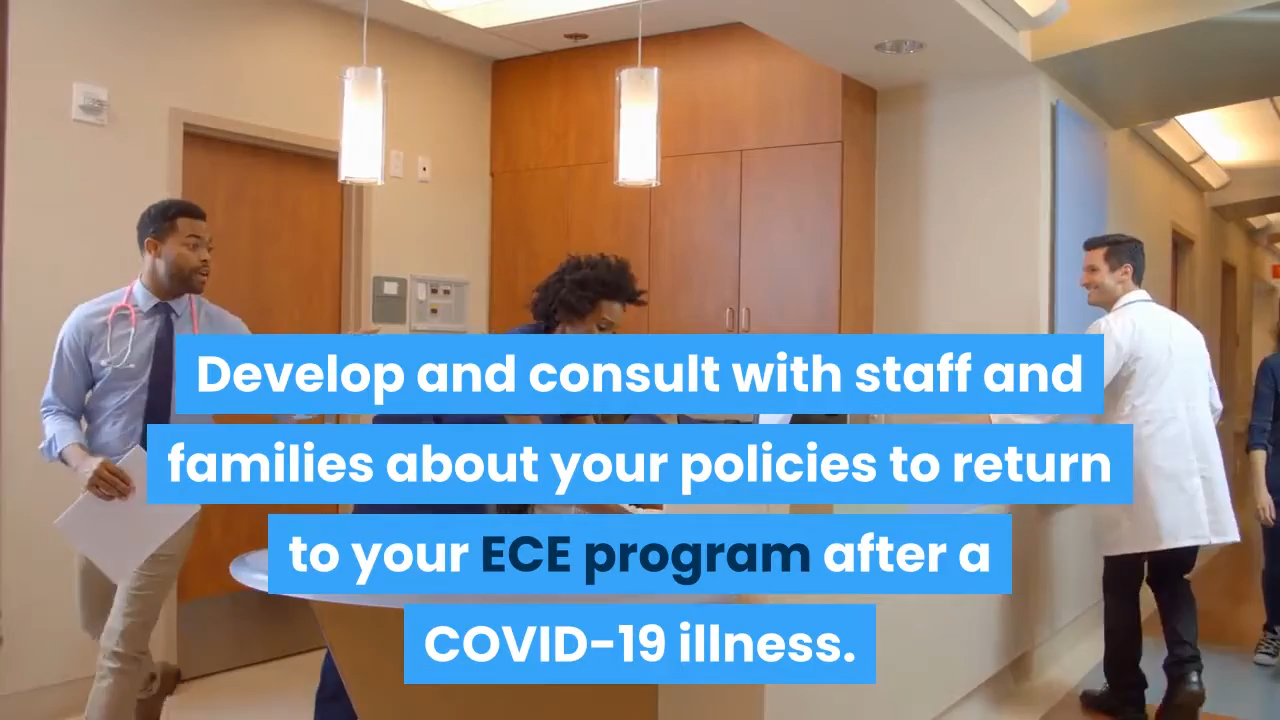 Develop and consult with staff and
families about your policies to return
to your ECE program after a
COVID-19 illness.